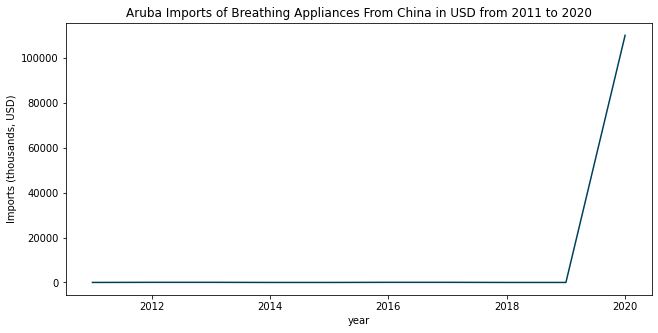 Aruba Imports of Breathing Appliances From China in USD from 2011 to 2020
Imports (thousands, USD)
100000
80000
60000
40000
20000
0
2012 2014 2016 2018 2020
year